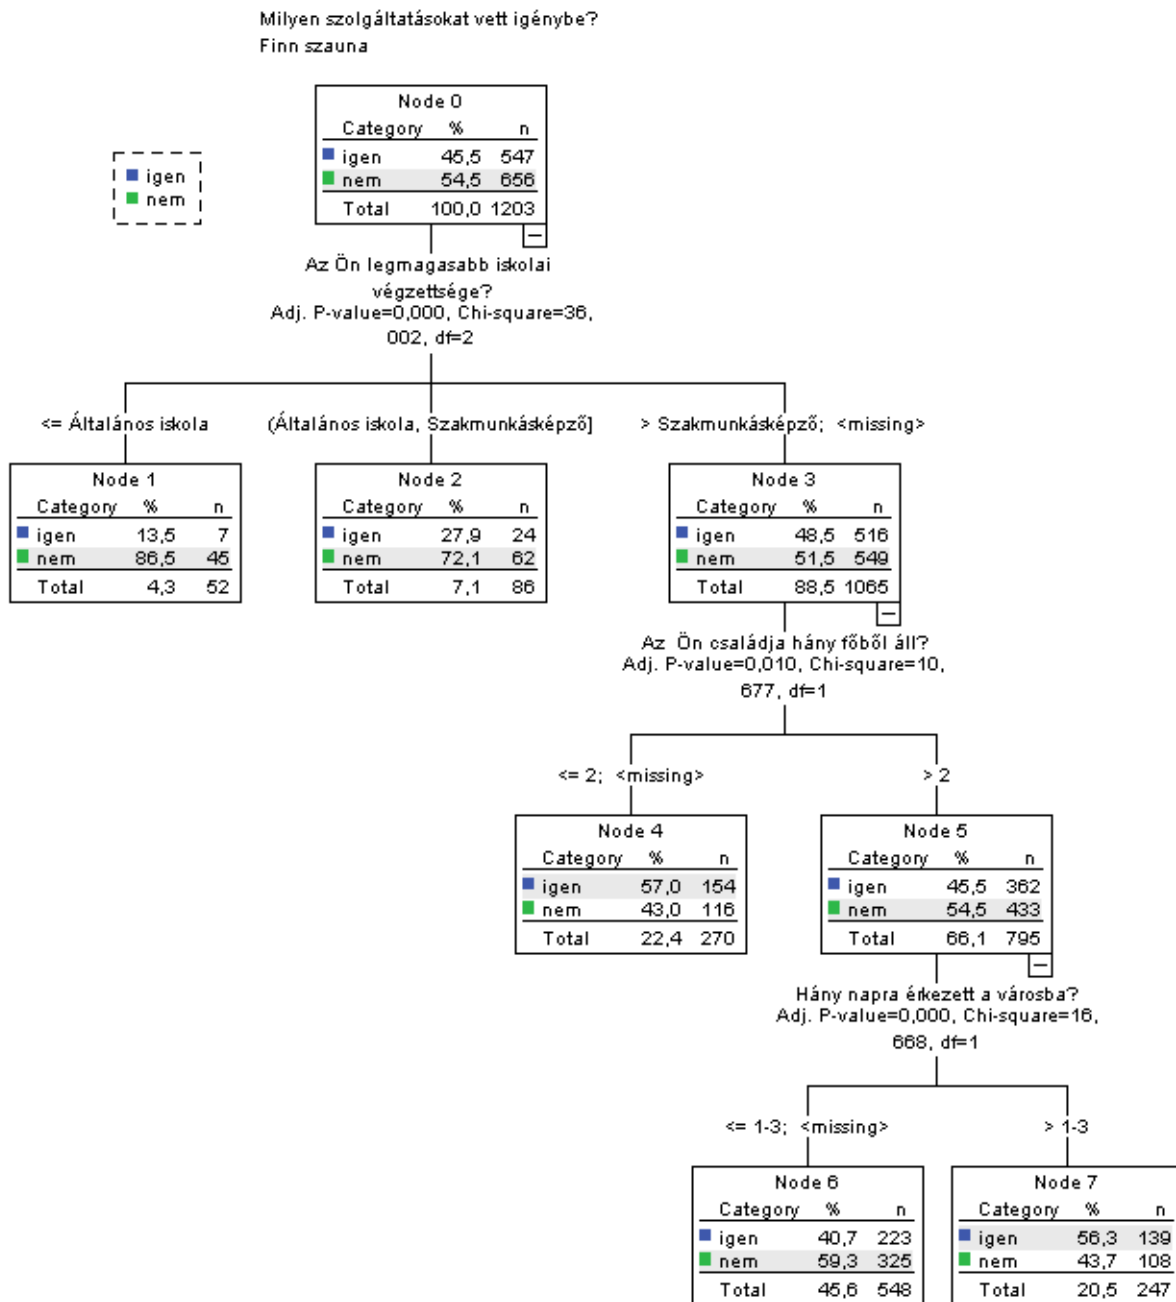 Milyen szolgáltatásokat vett igénybe?
Finn szauna
igen
nem
Node 0
Category % n
igen 45,5 547
nem 54,5 656
Total 100,0 1203
Az Ön legmagasabb iskolai
végzettsége?
Adj. P-value=0,000, Chi-square=36,
002, df=2
<= Általános iskola
(Általános iskola, Szakmunkásképző]
> Szakmunkásképző; <missing>
Node 1
Category % n
igen 13,5 7
nem 86,5 45
Total 4,3 52
Node 2
Category % n
igen 27,9 24
nem 72,1 62
Total 7,1 86
Node 3
Category % n
igen 48,5 516
nem 51,5 549
Total 88,5 1065
Az Ön családja hány főből áll?
Adj. P-value=0,010, Chi-square=10,
677, df=1
<= 2; <missing>
> 2
Node 4
Category % n
igen 57,0 154
nem 43,0 116
Total 22,4 270
Node 5
Category % n
igen 45,5 362
nem 54,5 433
Total 66,1 795
Hány napra érkezett a városba?
Adj. P-value=0,000, Chi-square=16,
668, df=1
<= 1-3; <missing>
> 1-3
Node 6
Category % n
igen 40,7 223
nem 59,3 325
Total 45,6 548
Node 7
Category % n
igen 56,3 139
nem 43,7 108
Total 20,5 247